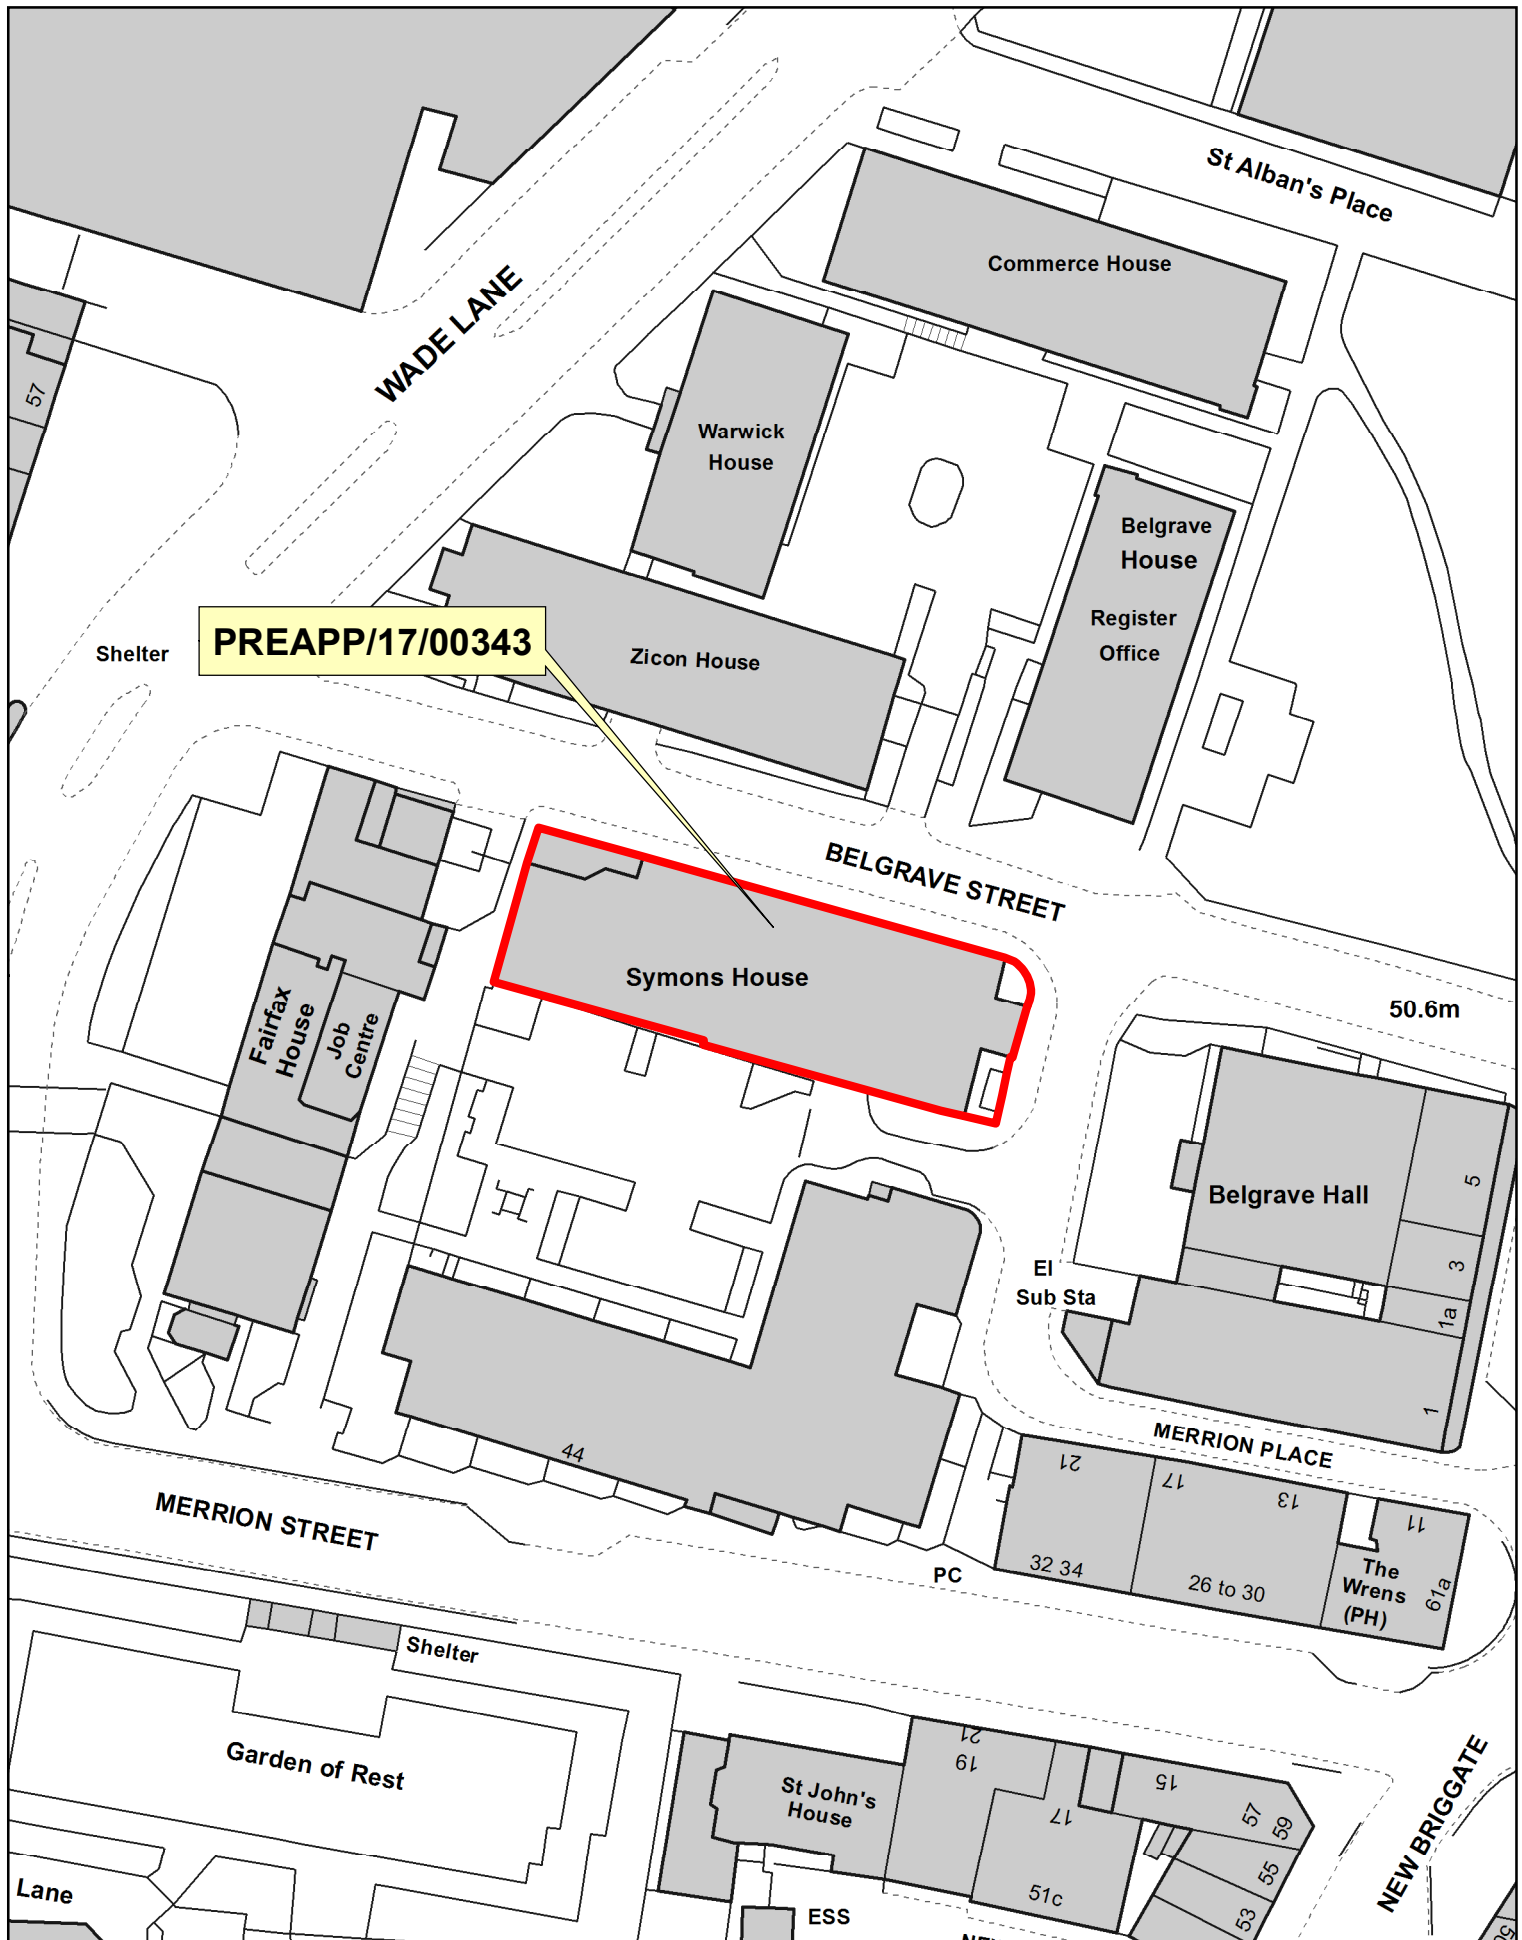 St Alban's Place
Commerce House
WADE LANE
57
Warwick
House
Belgrave
House
Register
Office
Shelter
PREAPP/17/00343
Zicon House
BELGRAVE STREET
Symons House
50.6m
Fairfax
House
Job
Centre
Belgrave Hall
5
3
1a
1
El
Sub Sta
MERRION PLACE
44
21
17
13
11
MERRION STREET
32 34
26 to 30
The
Wrens
(PH)
61a
PC
Shelter
Garden of Rest
St John's
House
21
19
17
15
57
59
55
53
51c
NEW BRIGGATE
Lane
ESS